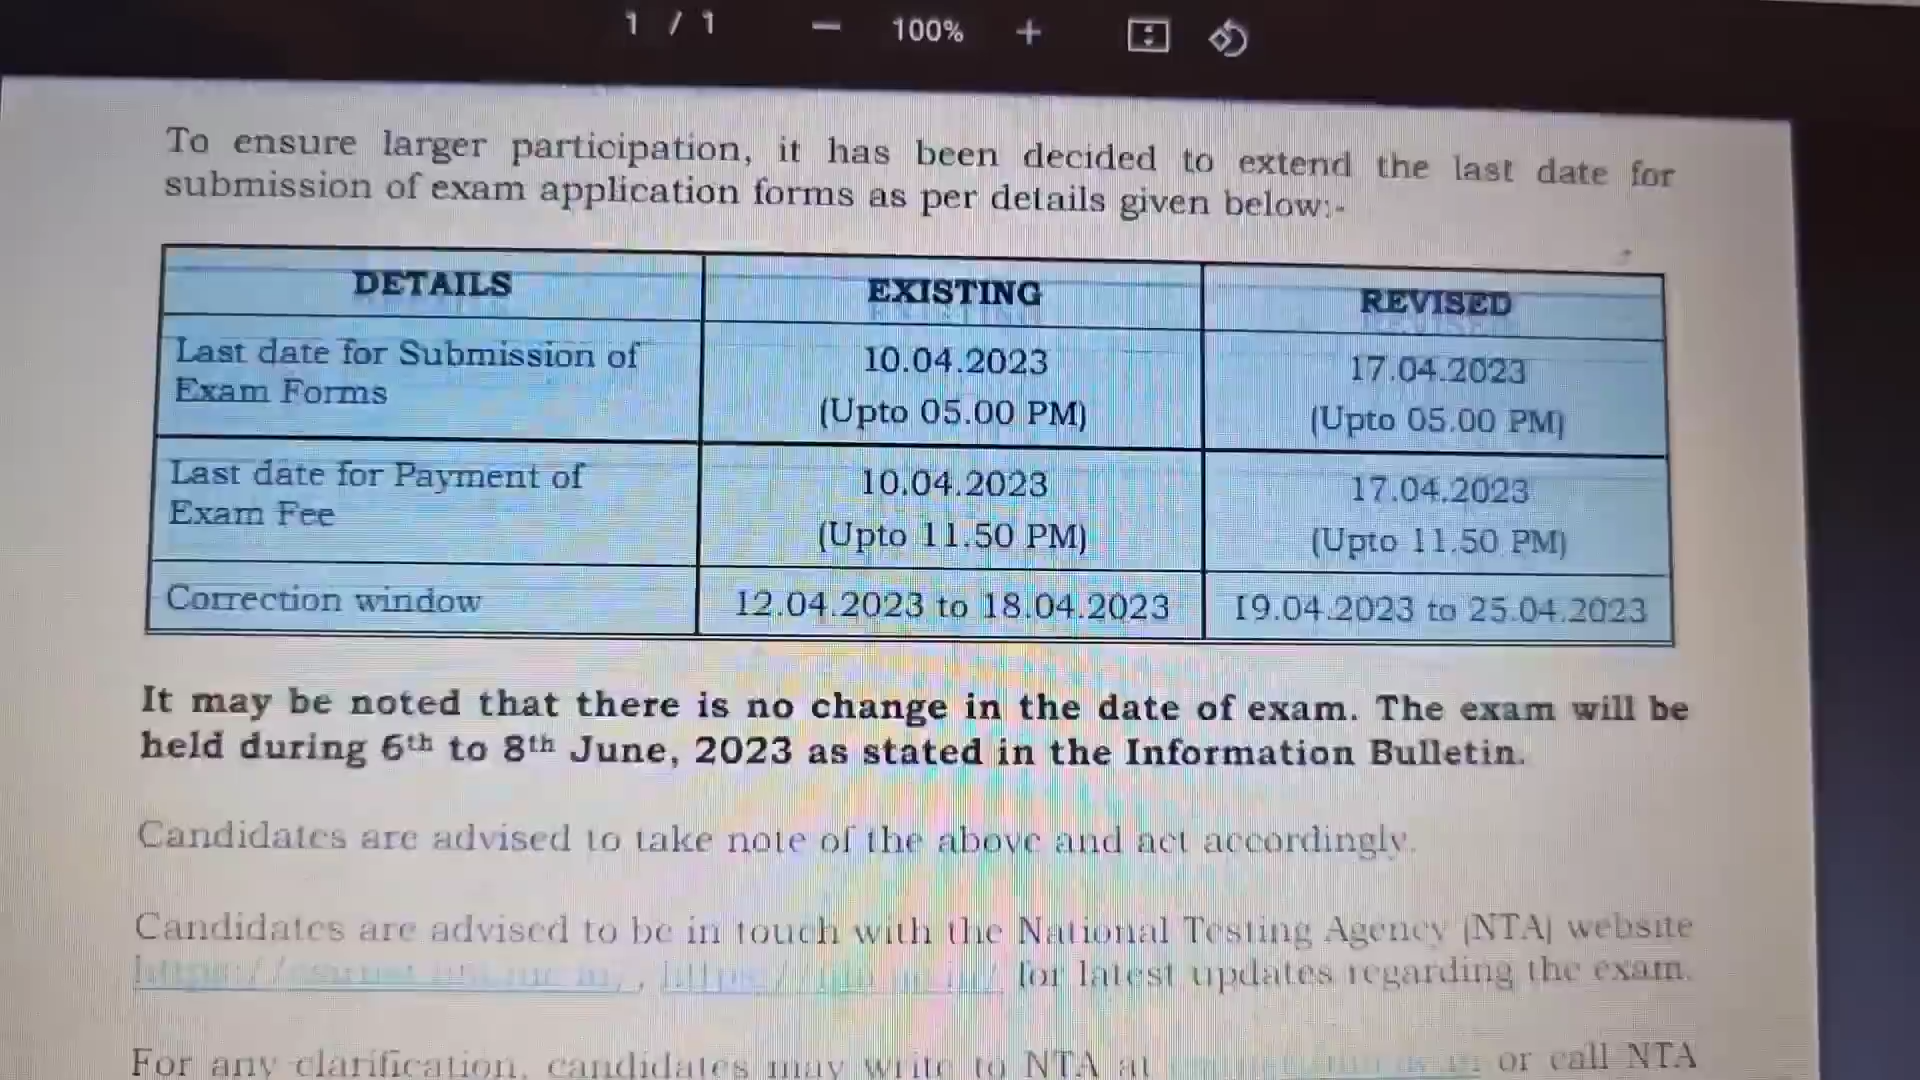 1 / 1 — 100% +
To ensure larger participation, it has been decided to extend the last date for
submission of exam application forms as per details given below:-
DETAILS EXISTING REVISED
Last date for Submission of
Exam Forms
10.04.2023
(Upto 05.00 PM)
17.04.2023
(Upto 05.00 PM)
Last date for Payment of
Exam Fee
10.04.2023
(Upto 11.50 PM)
17.04.2023
(Upto 11.50 PM)
Correction window 12.04.2023 to 18.04.2023 19.04.2023 to 25.04.2023
It may be noted that there is no change in the date of exam. The exam will be
held during 6th to 8th June, 2023 as stated in the Information Bulletin.
Candidates are advised to take note of the above and act accordingly.
Candidates are advised to be in touch with the National Testing Agency (NTA) website
for latest updates regarding the exam.
For any clarification, candidates may write to NTA at or call NTA